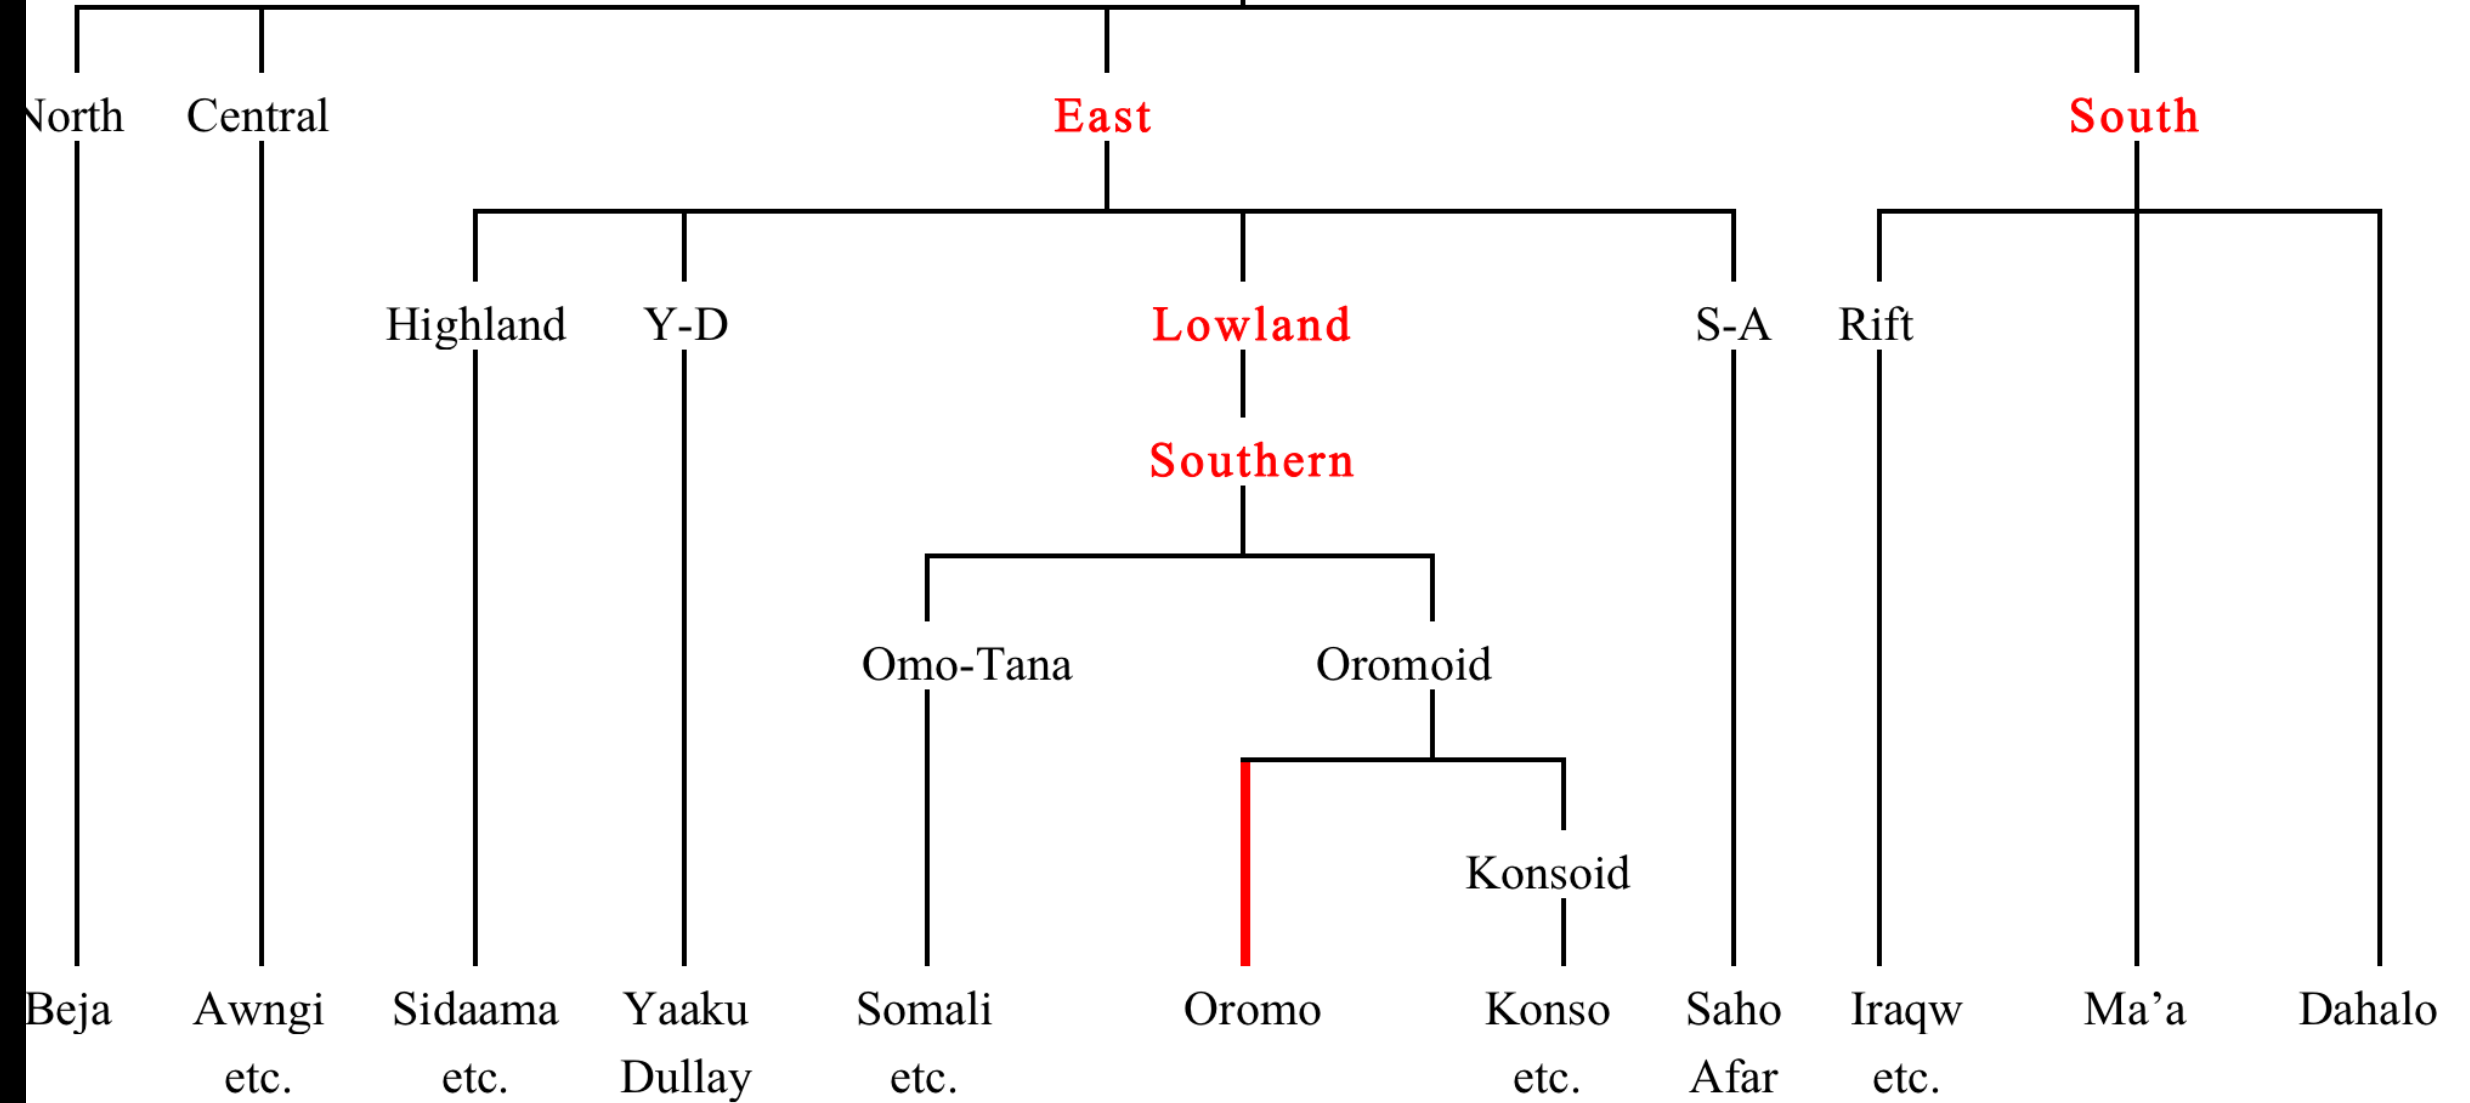 North Central East South
Highland Y-D Lowland S-A Rift
Southern
Omo-Tana Oromoid
Konsoid
Beja Awngi Sidaama Yaaku Somali Oromo Konso Saho Iraqw Ma’a Dahalo
etc. etc. Dullay etc. etc. Afar etc.